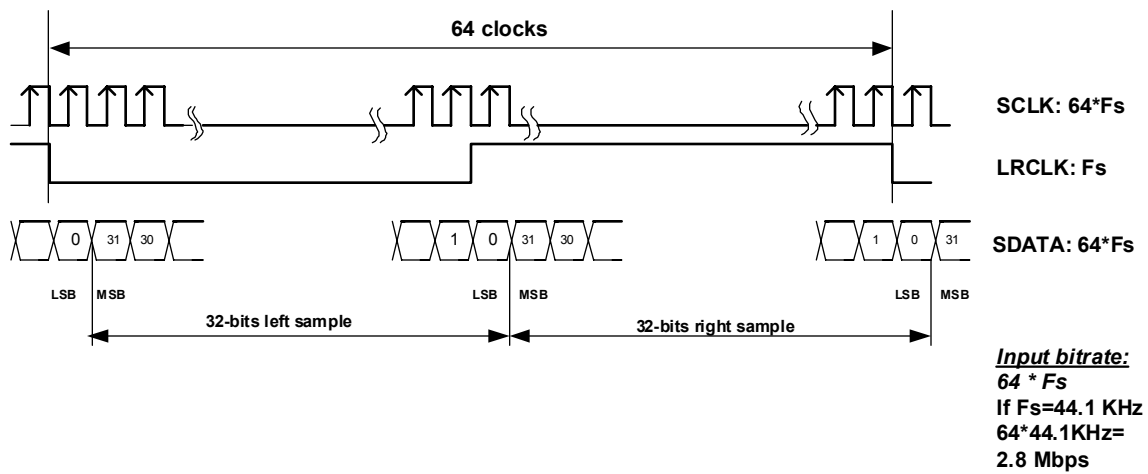 64 clocks
SCLK: 64*Fs
LRCLK: Fs
0 31 30 1 0 31 30 1 0 31
SDATA: 64*Fs
LSB MSB LSB MSB LSB MSB
32-bits left sample 32-bits right sample
Input bitrate:
64 * Fs
If Fs=44.1 KHz
64*44.1KHz=
2.8 Mbps